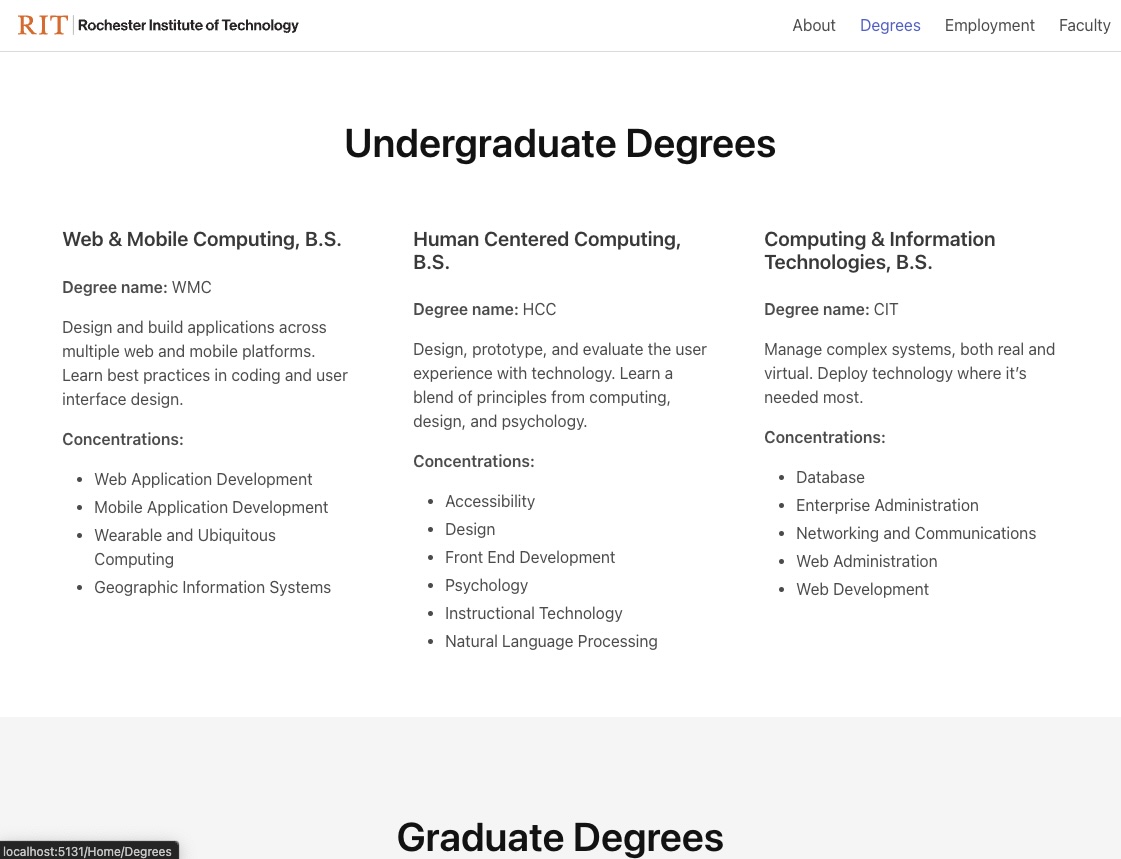 RIT Rochester Institute of Technology
About Degrees Employment Faculty
Undergraduate Degrees
Web & Mobile Computing, B.S.
Degree name: WMC
Design and build applications across
multiple web and mobile platforms.
Learn best practices in coding and user
interface design.
Concentrations:
• Web Application Development
• Mobile Application Development
• Wearable and Ubiquitous
Computing
• Geographic Information Systems
Human Centered Computing,
B.S.
Degree name: HCC
Design, prototype, and evaluate the user
experience with technology. Learn a
blend of principles from computing,
design, and psychology.
Concentrations:
• Accessibility
• Design
• Front End Development
• Psychology
• Instructional Technology
• Natural Language Processing
Computing & Information
Technologies, B.S.
Degree name: CIT
Manage complex systems, both real and
virtual. Deploy technology where it’s
needed most.
Concentrations:
• Database
• Enterprise Administration
• Networking and Communications
• Web Administration
• Web Development
Graduate Degrees
localhost:5131/Home/Degrees